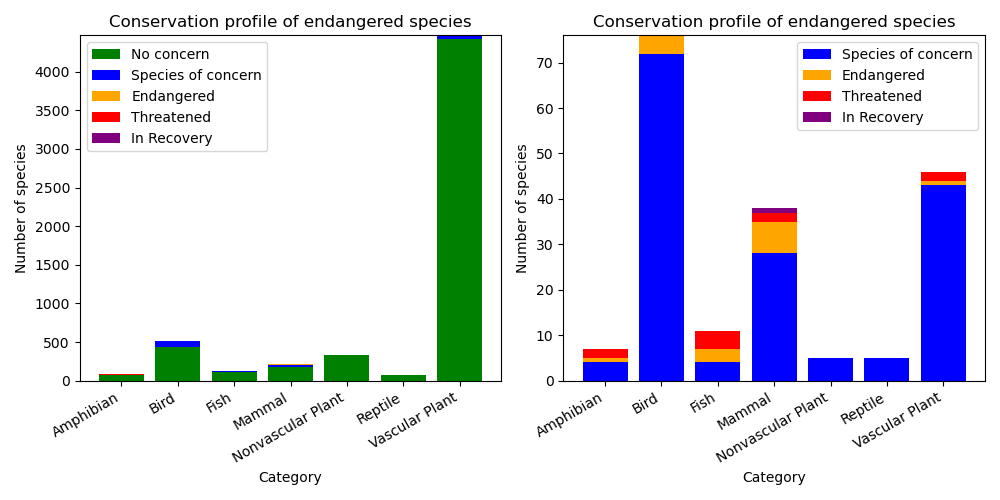 Conservation profile of endangered species
No concern
Species of concern
Endangered
Threatened
In Recovery
Number of species
4000
3500
3000
2500
2000
1500
1000
500
0
Amphibian
Bird
Fish
Mammal
Nonvascular Plant
Reptile
Vascular Plant
Category
Conservation profile of endangered species
Species of concern
Endangered
Threatened
In Recovery
Number of species
70
60
50
40
30
20
10
0
Amphibian
Bird
Fish
Mammal
Nonvascular Plant
Reptile
Vascular Plant
Category